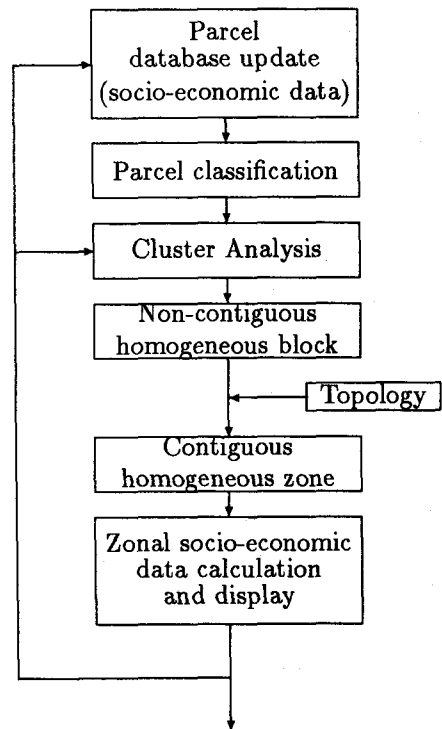 Parcel
database update
(socio-economic data)
Parcel classification
Cluster Analysis
Non-contiguous
homogeneous block
Topology
Contiguous
homogeneous zone
Zonal socio-economic
data calculation
and display